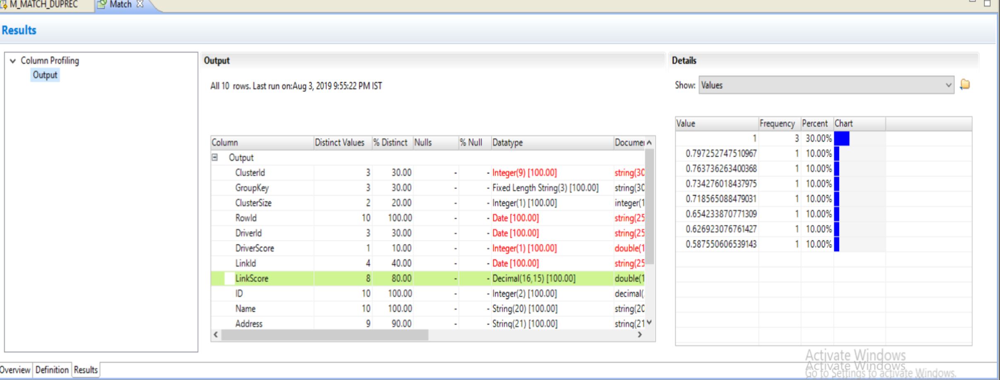 M_MATCH_DUPREC Match
Results
Column Profiling
Output
Output
All 10 rows. Last run on:Aug 3, 2019 9:55:22 PM IST
Column Distinct Values % Distinct Nulls % Null Datatype Documen
Output
ClusterId 3 30.00 - - Integer(9) [100.00] string(30
GroupKey 3 30.00 - - Fixed Length String(3) [100.00] string(30
ClusterSize 2 20.00 - - Integer(1) [100.00] integer(1
RowId 10 100.00 - - Date [100.00] string(25
DriverId 3 30.00 - - Date [100.00] string(25
DriverScore 1 10.00 - - Integer(1) [100.00] double(1
LinkId 4 40.00 - - Date [100.00] string(25
LinkScore 8 80.00 - - Decimal(16,15) [100.00] double(1
ID 10 100.00 - - Integer(2) [100.00] decimal(
Name 10 100.00 - - String(20) [100.00] string(20
Address 9 90.00 - - String(21) [100.00] string(21
Details
Show: Values
Value Frequency Percent Chart
1 3 30.00%
0.797252747510967 1 10.00%
0.763736263400368 1 10.00%
0.734276018437975 1 10.00%
0.718565088479031 1 10.00%
0.654233870771309 1 10.00%
0.626923076761427 1 10.00%
0.587550606539143 1 10.00%
Overview Definition Results
Activate Windows
Activate Windows
Go to Settings to activate Windows.